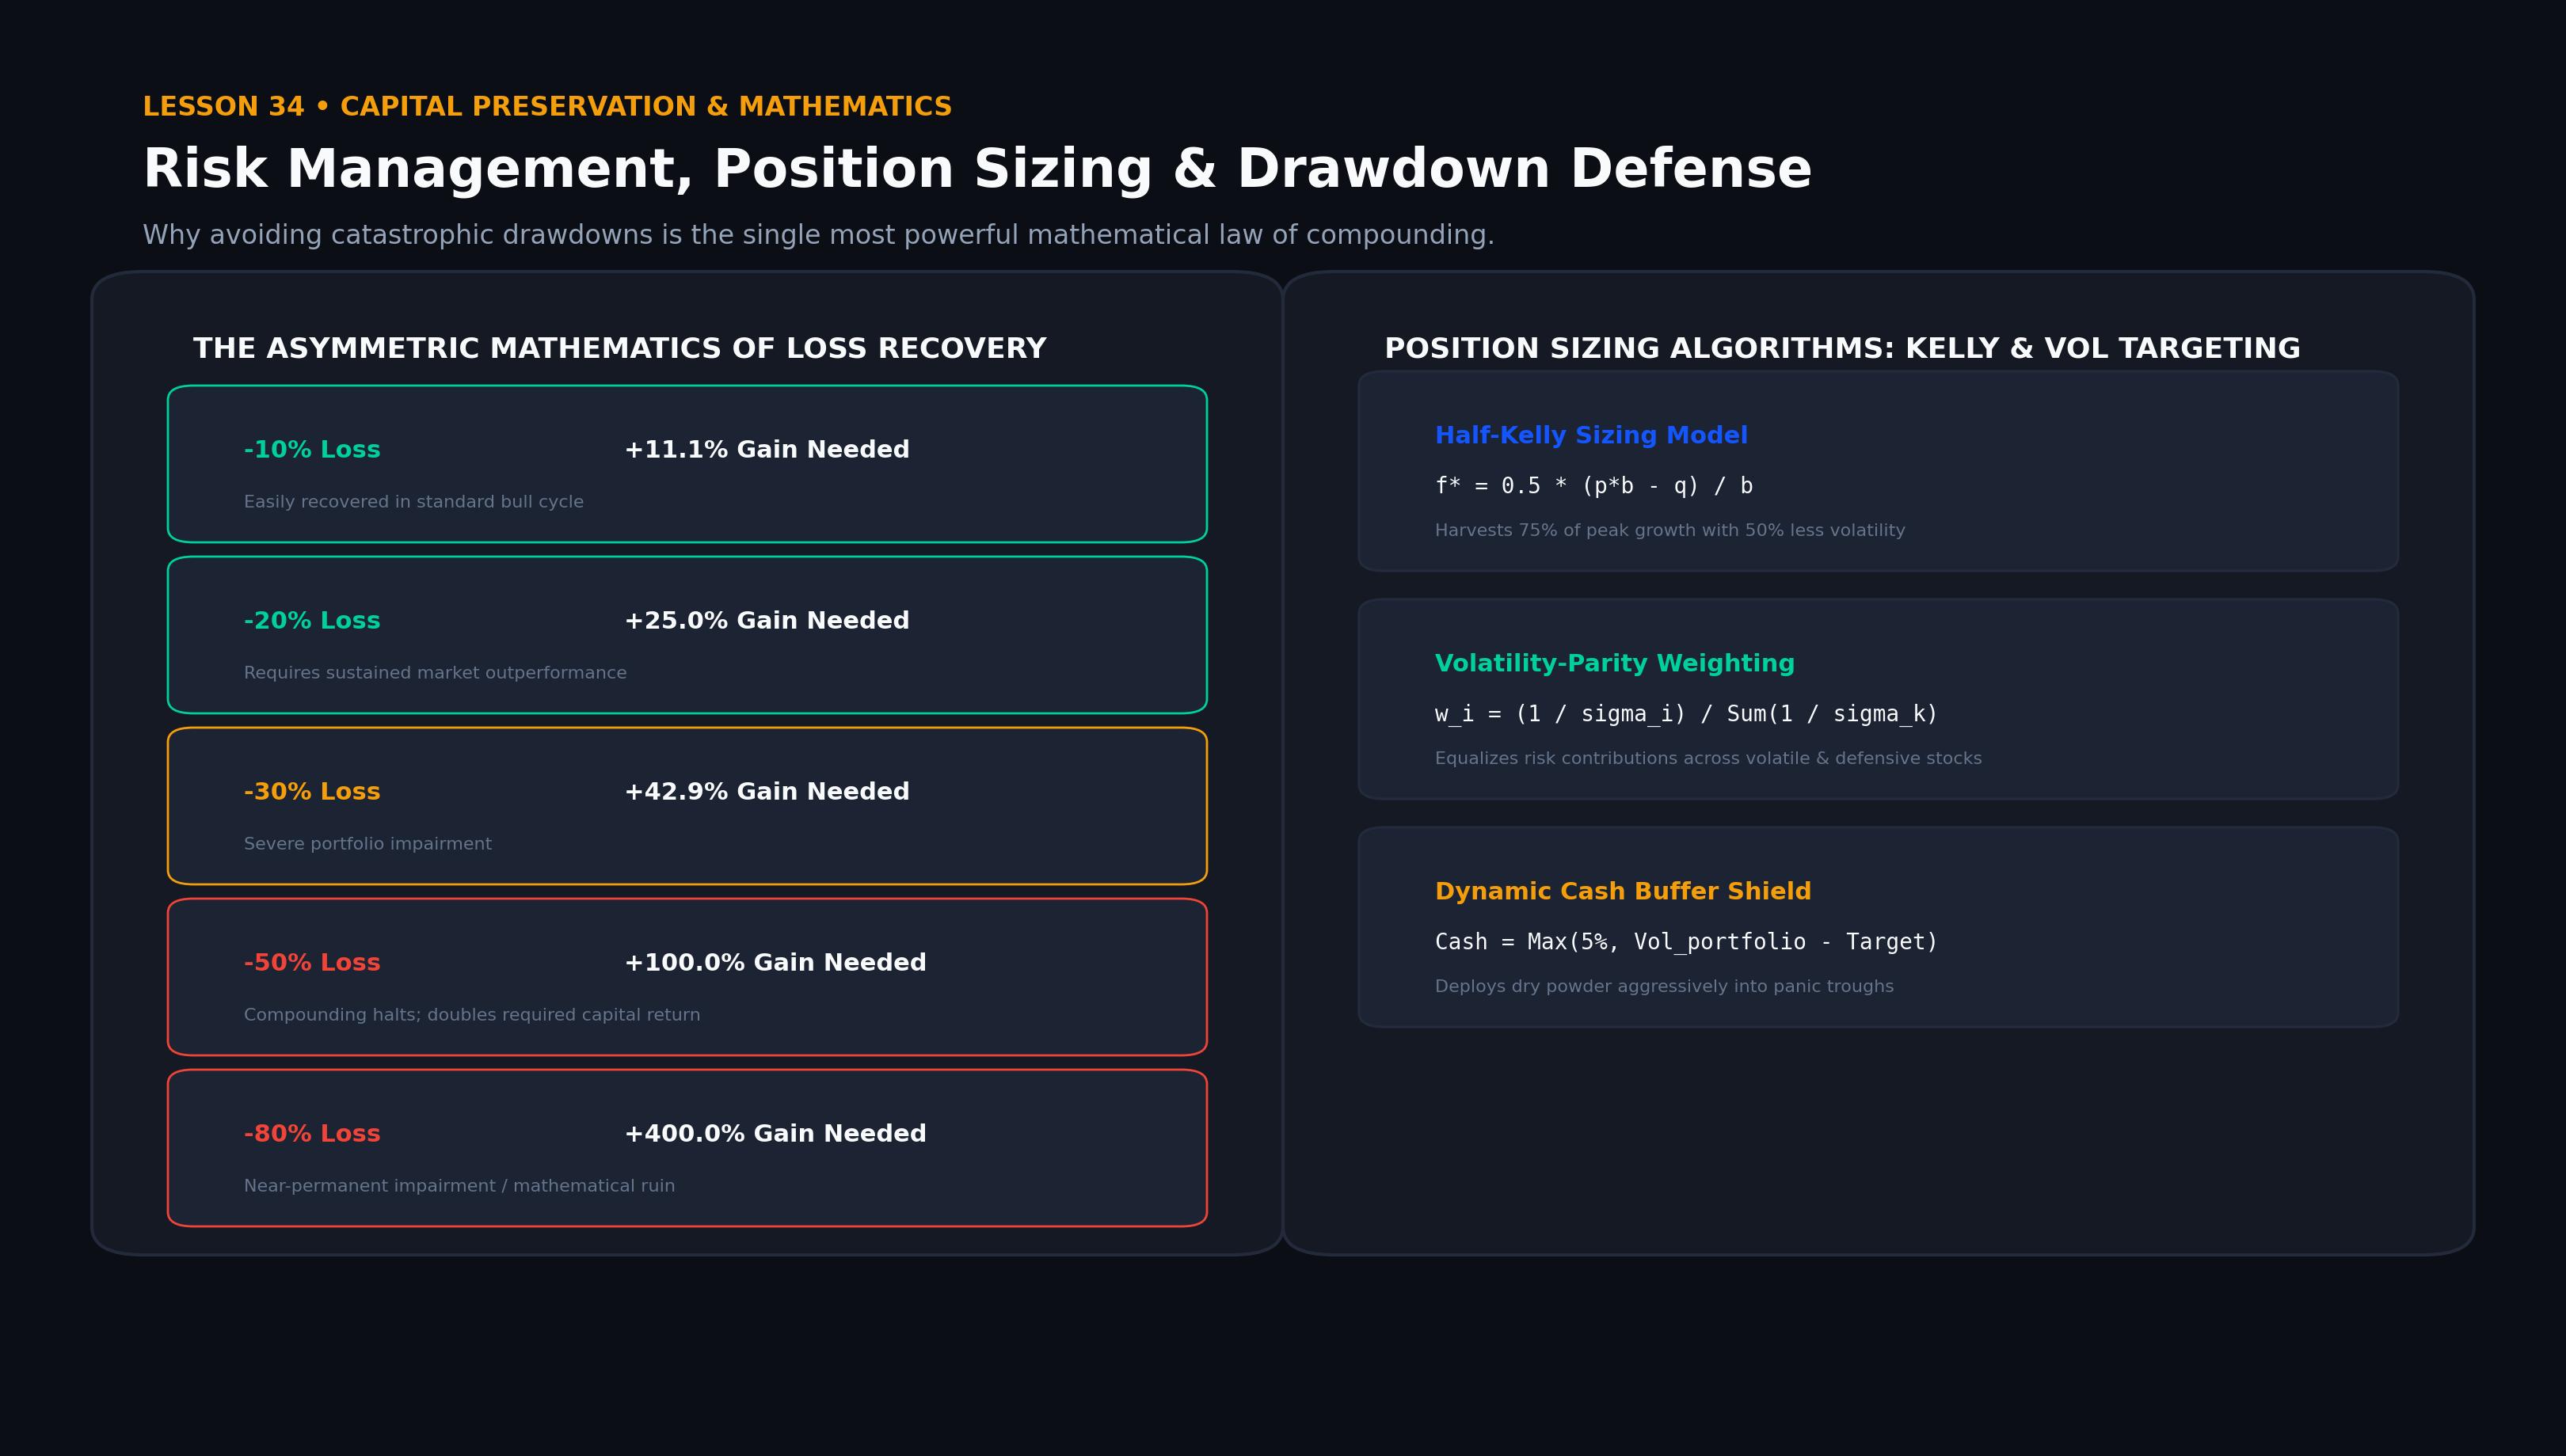 LESSON 34 • CAPITAL PRESERVATION & MATHEMATICS
Risk Management, Position Sizing & Drawdown Defense
Why avoiding catastrophic drawdowns is the single most powerful mathematical law of compounding.
THE ASYMMETRIC MATHEMATICS OF LOSS RECOVERY
-10% Loss +11.1% Gain Needed
Easily recovered in standard bull cycle
-20% Loss +25.0% Gain Needed
Requires sustained market outperformance
-30% Loss +42.9% Gain Needed
Severe portfolio impairment
-50% Loss +100.0% Gain Needed
Compounding halts; doubles required capital return
-80% Loss +400.0% Gain Needed
Near-permanent impairment / mathematical ruin
POSITION SIZING ALGORITHMS: KELLY & VOL TARGETING
Half-Kelly Sizing Model
f* = 0.5 * (p*b - q) / b
Harvests 75% of peak growth with 50% less volatility
Volatility-Parity Weighting
w_i = (1 / sigma_i) / Sum(1 / sigma_k)
Equalizes risk contributions across volatile & defensive stocks
Dynamic Cash Buffer Shield
Cash = Max(5%, Vol_portfolio - Target)
Deploys dry powder aggressively into panic troughs